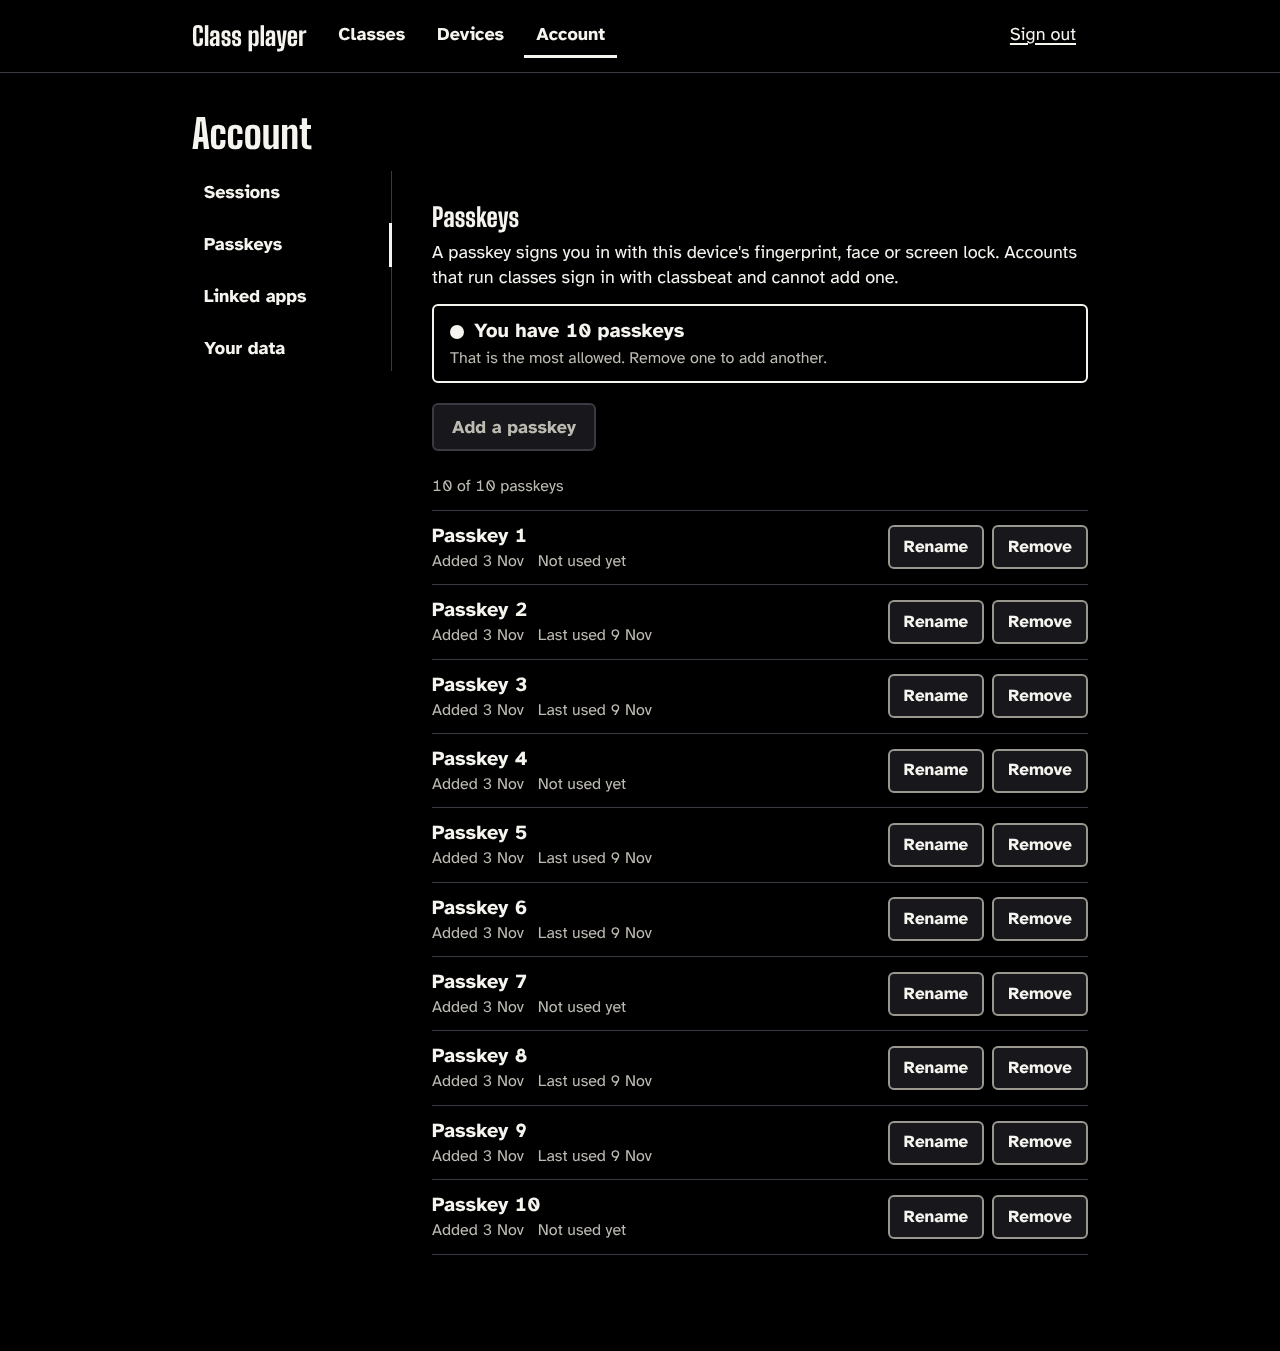 Class player
Classes
Devices
Account
Sign out
Account
Sessions
Passkeys
Linked apps
Your data
Passkeys
A passkey signs you in with this device's fingerprint, face or screen lock. Accounts
that run classes sign in with classbeat and cannot add one.
You have 10 passkeys
That is the most allowed. Remove one to add another.
Add a passkey
10 of 10 passkeys
Passkey 1
Added 3 Nov Not used yet
Rename
Remove
Passkey 2
Added 3 Nov Last used 9 Nov
Rename
Remove
Passkey 3
Added 3 Nov Last used 9 Nov
Rename
Remove
Passkey 4
Added 3 Nov Not used yet
Rename
Remove
Passkey 5
Added 3 Nov Last used 9 Nov
Rename
Remove
Passkey 6
Added 3 Nov Last used 9 Nov
Rename
Remove
Passkey 7
Added 3 Nov Not used yet
Rename
Remove
Passkey 8
Added 3 Nov Last used 9 Nov
Rename
Remove
Passkey 9
Added 3 Nov Last used 9 Nov
Rename
Remove
Passkey 10
Added 3 Nov Not used yet
Rename
Remove